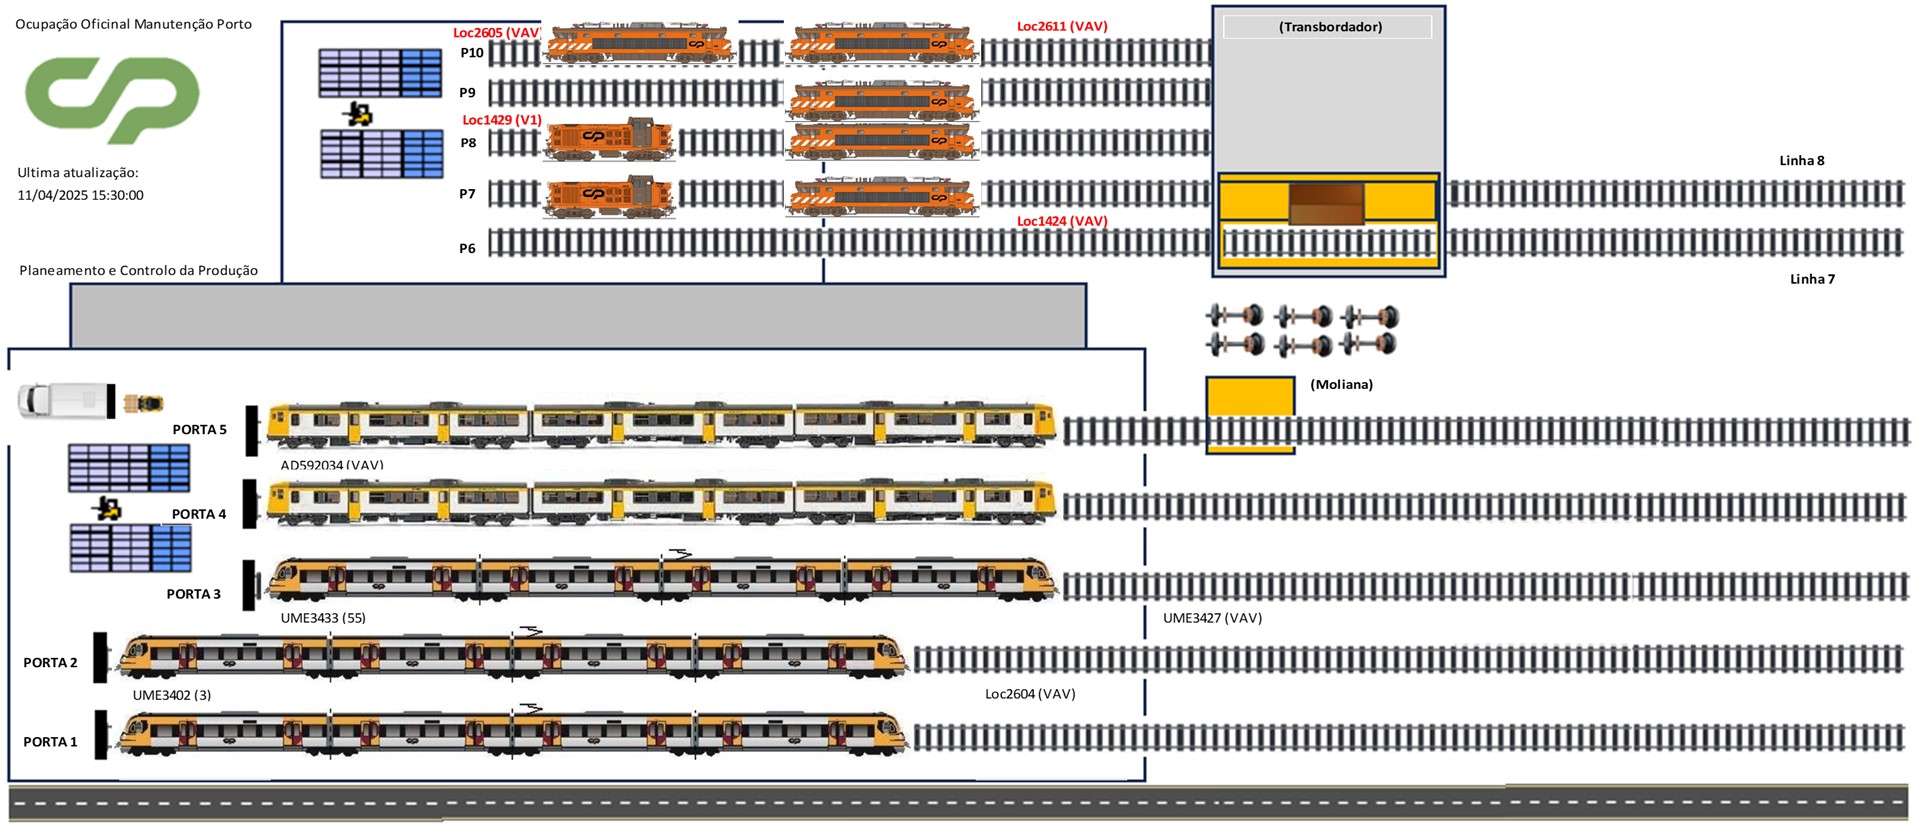 Ocupação Oficinal Manutenção Porto
cp
Ultima atualização:
11/04/2025 15:30:00
Planeamento e Controlo da Produção
Loc2605 (VAV)
Loc2611 (VAV)
P10
P9
Loc1429 (V1)
P8
P7
Loc1424 (VAV)
P6
(Transbordador)
Linha 8
Linha 7
(Moliana)
PORTA 5
AD592034 (VAV)
PORTA 4
PORTA 3
UME3433 (55)
UME3427 (VAV)
PORTA 2
UME3402 (3)
Loc2604 (VAV)
PORTA 1